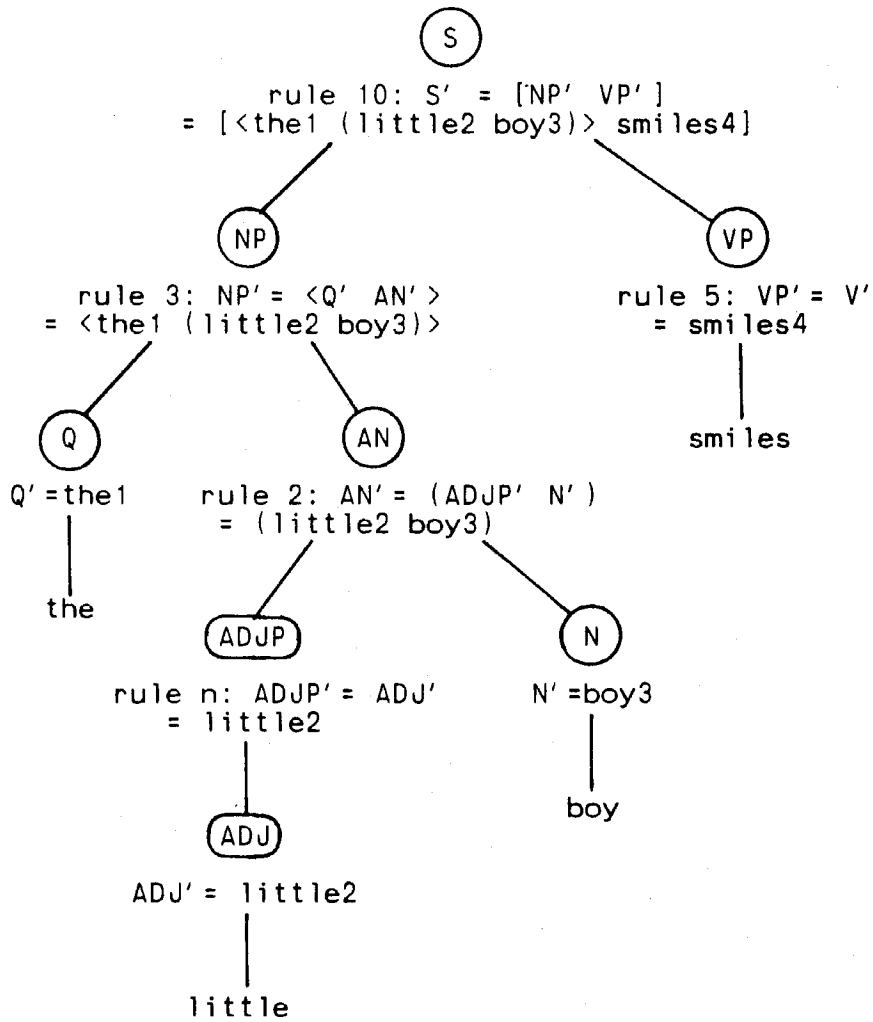 S
rule 10: S' = [NP' VP']
= [<the1 (little2 boy3)> smiles4]
NP
VP
rule 3: NP' = <Q' AN'>
= <the1 (little2 boy3)>
rule 5: VP' = V'
= smiles4
Q
AN
smiles
Q' =the1
rule 2: AN' = (ADJP' N')
= (little2 boy3)
the
ADJP
N
rule n: ADJP' = ADJ'
= little2
N' =boy3
boy
ADJ
ADJ' = little2
little